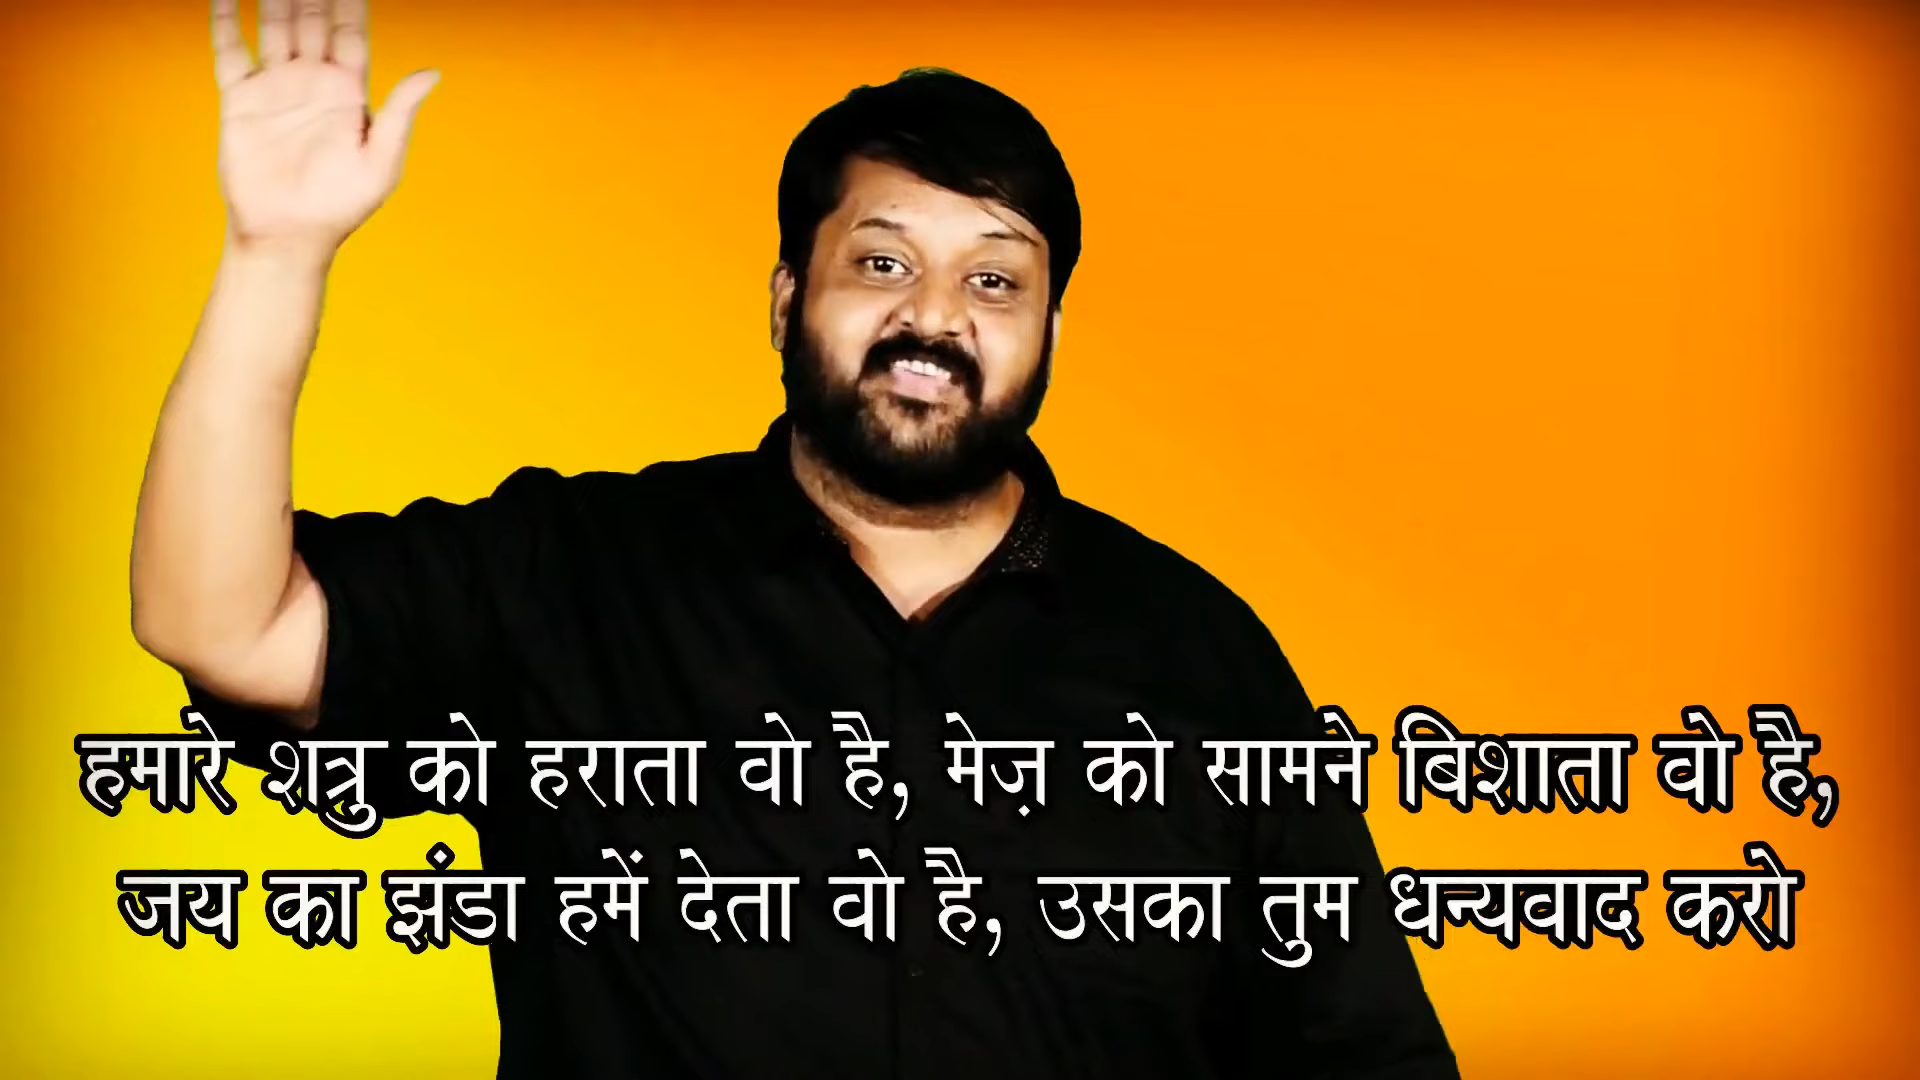 हमारे शत्रु को हराता वो है, मेज़ को सामने बिशाता वो है,
जय का झंडा हमें देता वो है, उसका तुम धन्यवाद करो